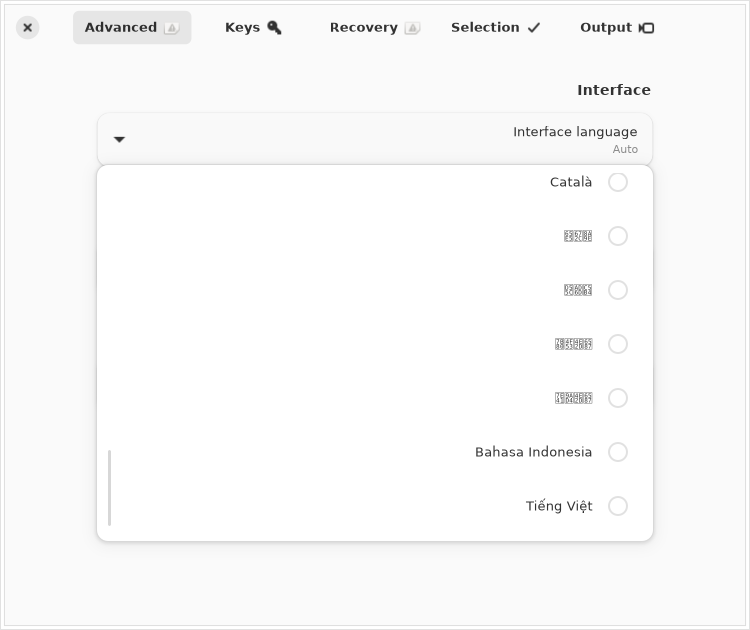 Advanced Keys Recovery Selection Output
Interface
Interface language
Auto
Català
Bahasa Indonesia
Tiếng Việt